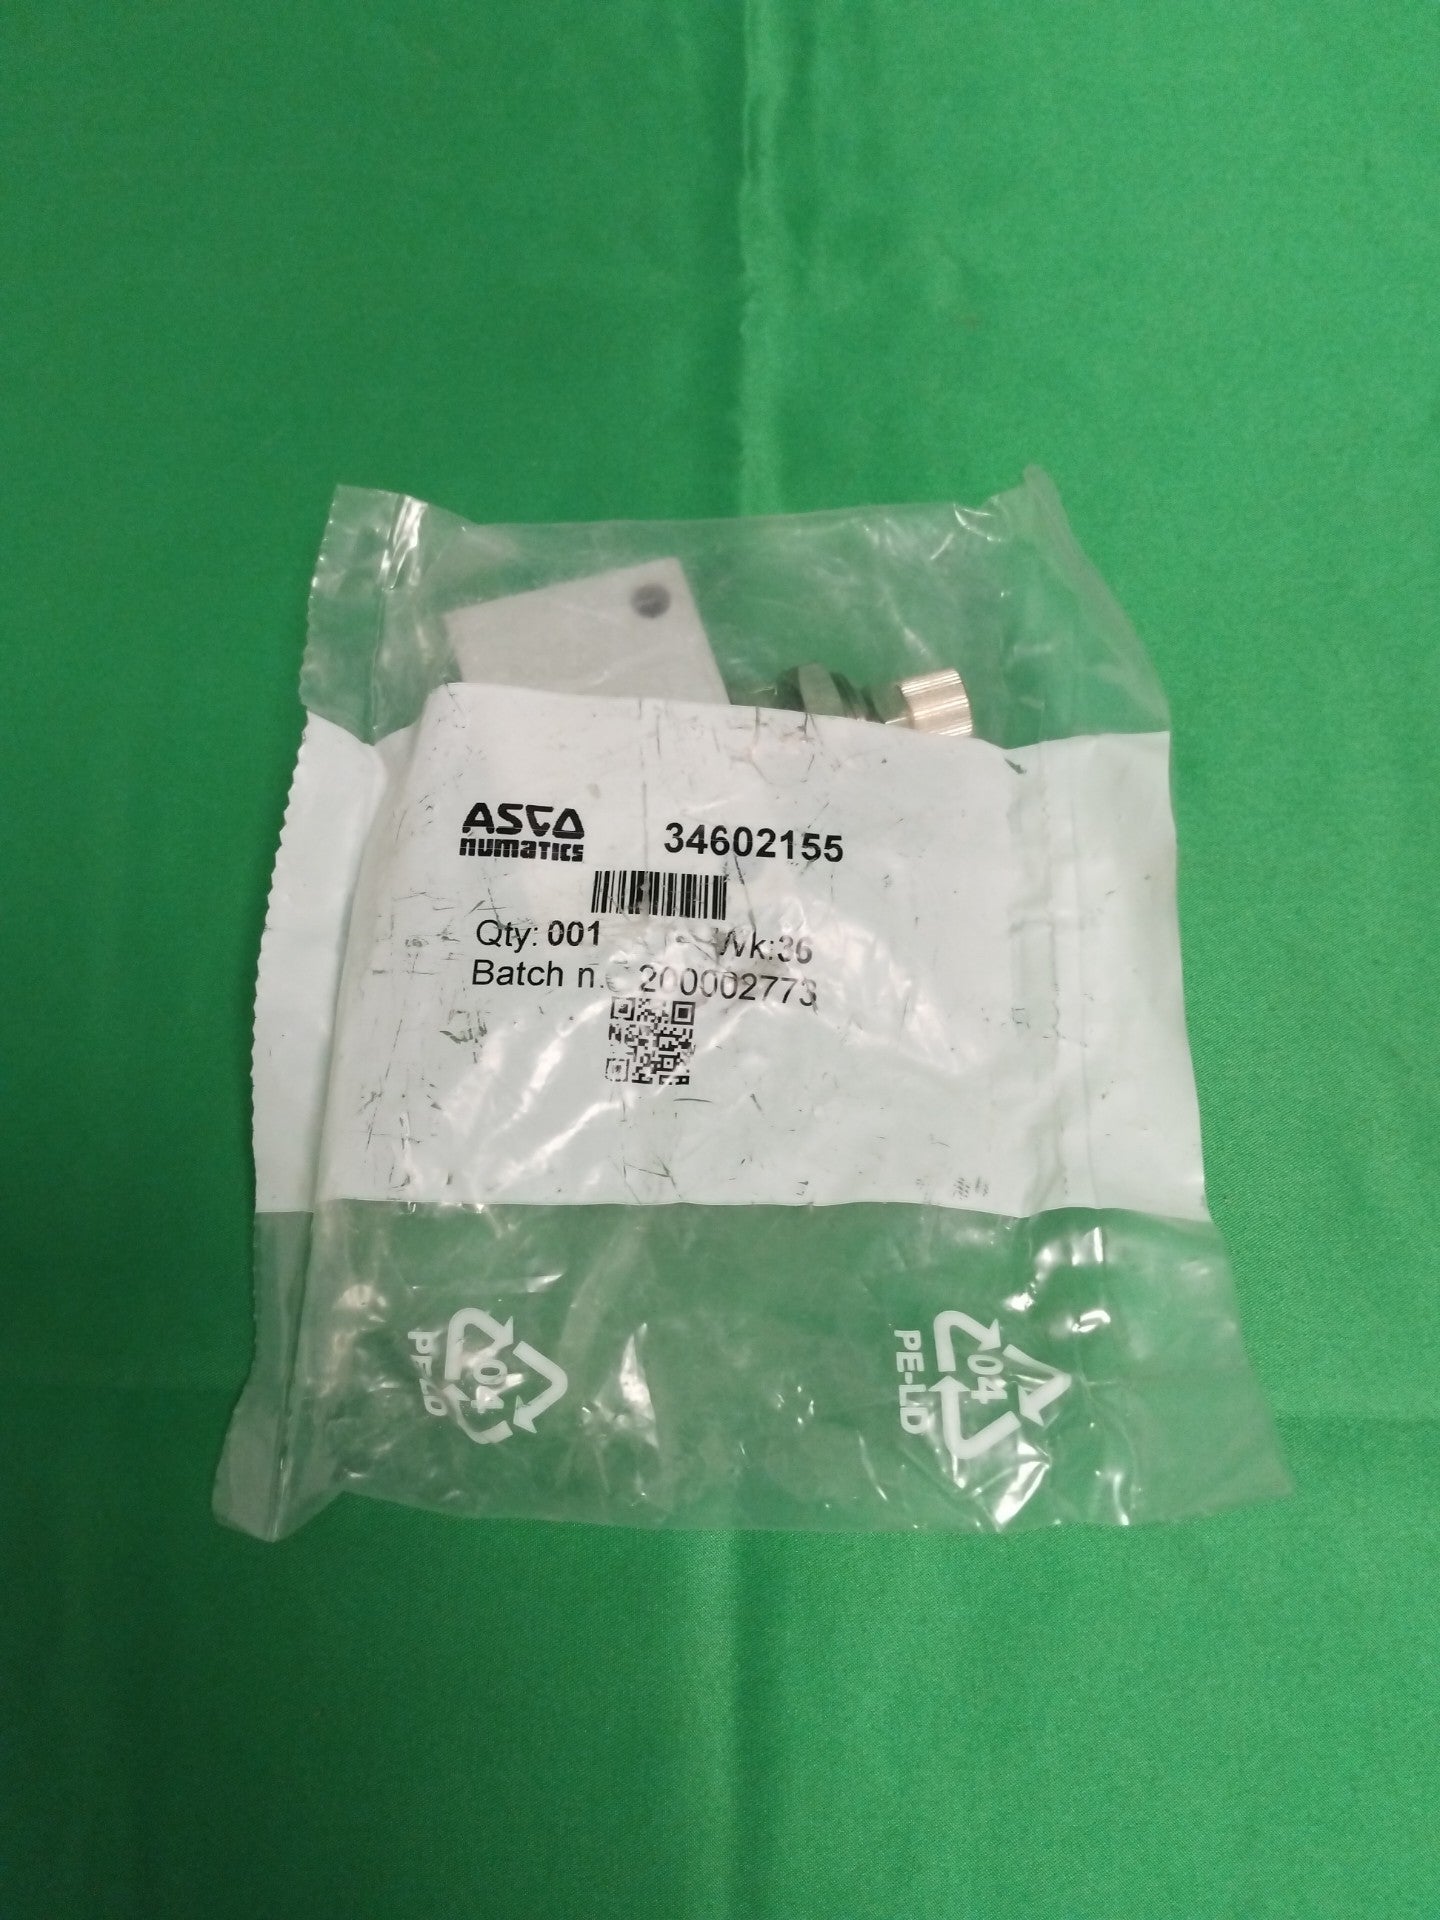 ASCO 34602155
numatics
Qty: 001 Wk:36
Batch n. 200002773
04
PE-LD
04
PE-LD